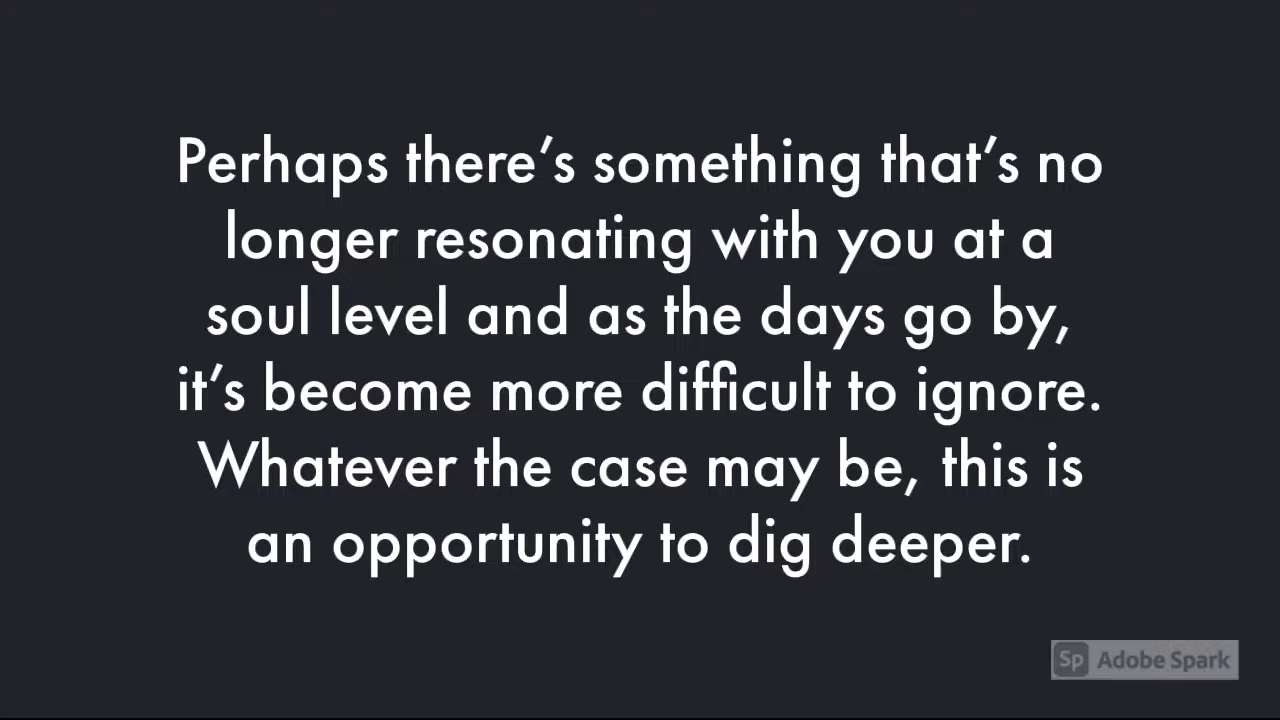 Perhaps there’s something that’s no
longer resonating with you at a
soul level and as the days go by,
it’s become more difficult to ignore.
Whatever the case may be, this is
an opportunity to dig deeper.
Sp Adobe Spark